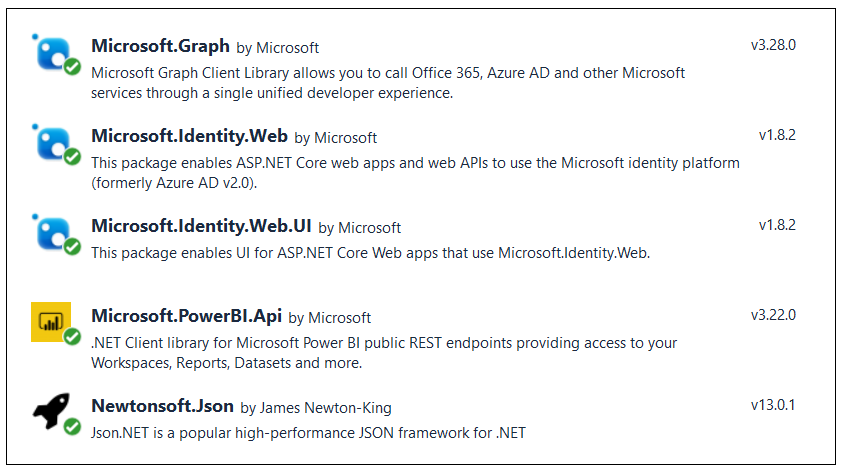 Microsoft.Graph by Microsoft v3.28.0
Microsoft Graph Client Library allows you to call Office 365, Azure AD and other Microsoft
services through a single unified developer experience.
Microsoft.Identity.Web by Microsoft v1.8.2
This package enables ASP.NET Core web apps and web APIs to use the Microsoft identity platform
(formerly Azure AD v2.0).
Microsoft.Identity.Web.UI by Microsoft v1.8.2
This package enables UI for ASP.NET Core Web apps that use Microsoft.Identity.Web.
Microsoft.PowerBI.Api by Microsoft v3.22.0
.NET Client library for Microsoft Power BI public REST endpoints providing access to your
Workspaces, Reports, Datasets and more.
Newtonsoft.Json by James Newton-King v13.0.1
Json.NET is a popular high-performance JSON framework for .NET